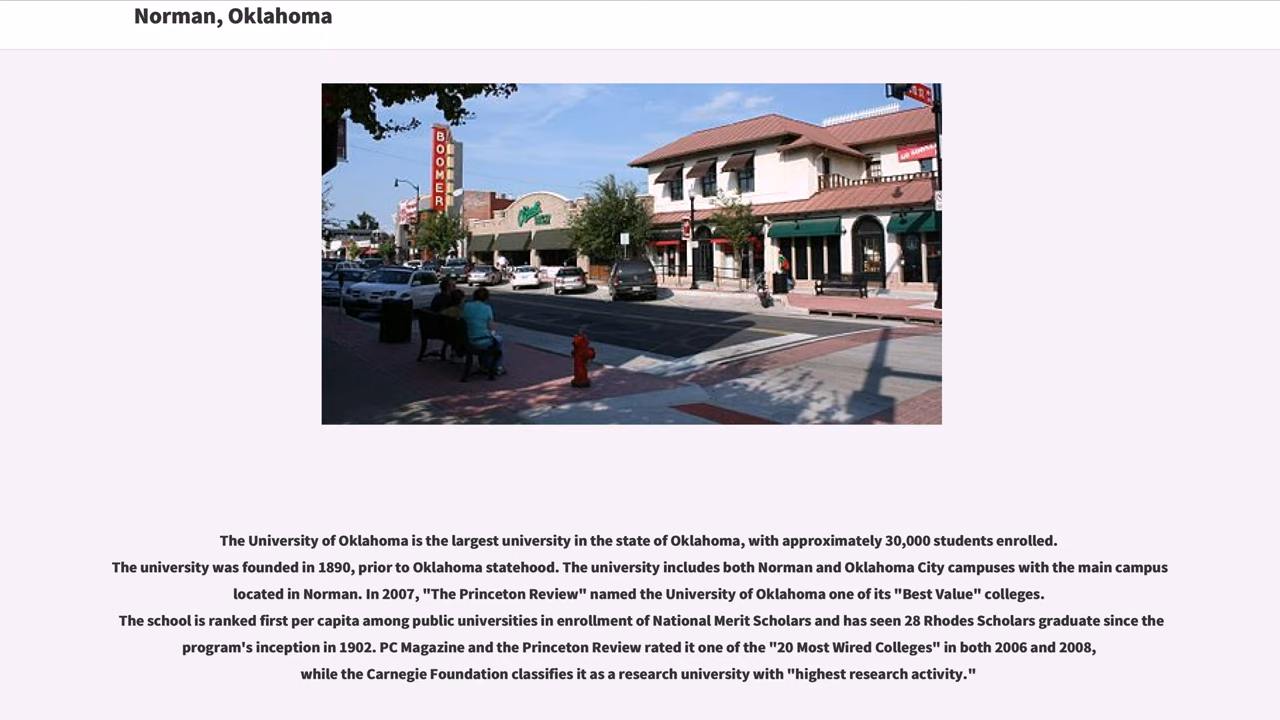 Norman, Oklahoma
BOOMER
The University of Oklahoma is the largest university in the state of Oklahoma, with approximately 30,000 students enrolled.
The university was founded in 1890, prior to Oklahoma statehood. The university includes both Norman and Oklahoma City campuses with the main campus
located in Norman. In 2007, "The Princeton Review" named the University of Oklahoma one of its "Best Value" colleges.
The school is ranked first per capita among public universities in enrollment of National Merit Scholars and has seen 28 Rhodes Scholars graduate since the
program's inception in 1902. PC Magazine and the Princeton Review rated it one of the "20 Most Wired Colleges" in both 2006 and 2008,
while the Carnegie Foundation classifies it as a research university with "highest research activity."